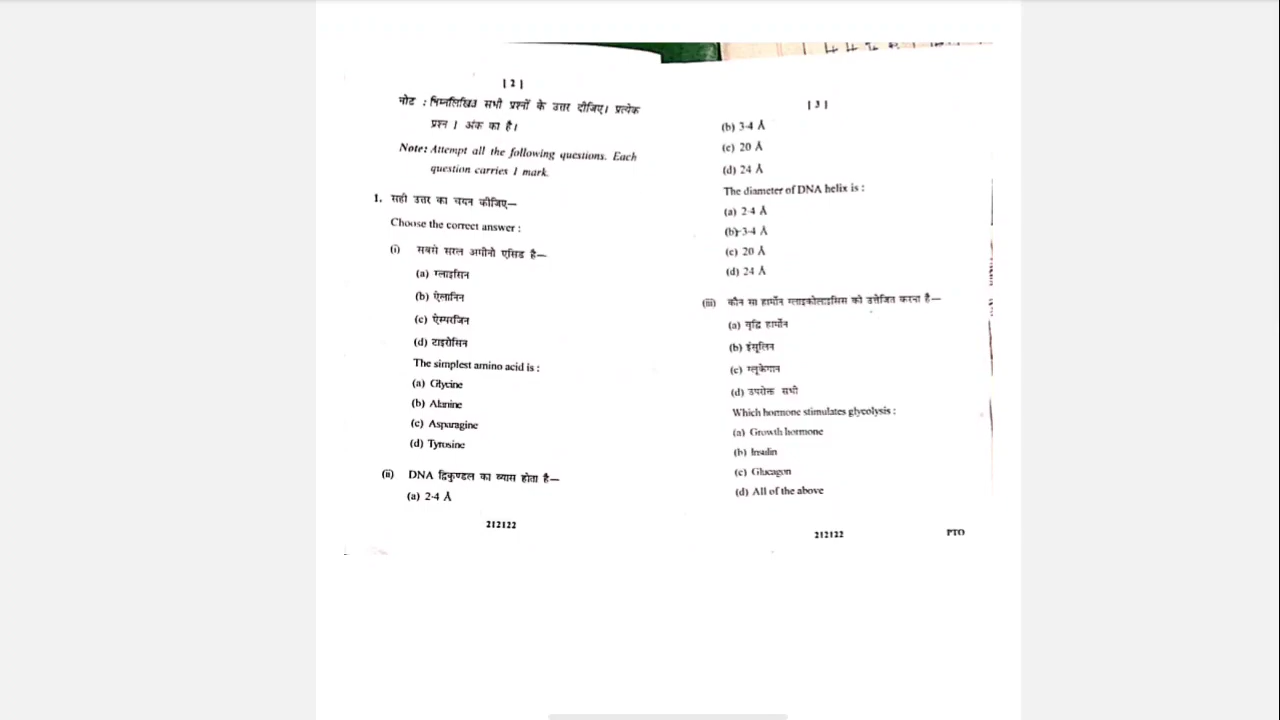 [ 2 ]
नोट : निम्नलिखित सभी प्रश्नों के उत्तर दीजिए। प्रत्येक
प्रश्न 1 अंक का है।
Note: Attempt all the following questions. Each
question carries 1 mark.
1. सही उत्तर का चयन कीजिए—
Choose the correct answer :
(i) सबसे सरल अमीनो एसिड है—
(a) ग्लाइसिन
(b) ऐलानिन
(c) ऐस्परजिन
(d) टाइरोसिन
The simplest amino acid is :
(a) Glycine
(b) Alanine
(c) Asparagine
(d) Tyrosine
(ii) DNA द्विकुण्डल का व्यास होता है—
(a) 2·4 Å
212122
[ 3 ]
(b) 3·4 Å
(c) 20 Å
(d) 24 Å
The diameter of DNA helix is :
(a) 2·4 Å
(b) 3·4 Å
(c) 20 Å
(d) 24 Å
(iii) कौन सा हार्मोन ग्लाइकोलाइसिस को उत्तेजित करता है—
(a) वृद्धि हार्मोन
(b) इंसूलिन
(c) ग्लूकेगान
(d) उपरोक्त सभी
Which hormone stimulates glycolysis :
(a) Growth hormone
(b) Insulin
(c) Glucagon
(d) All of the above
212122
PTO